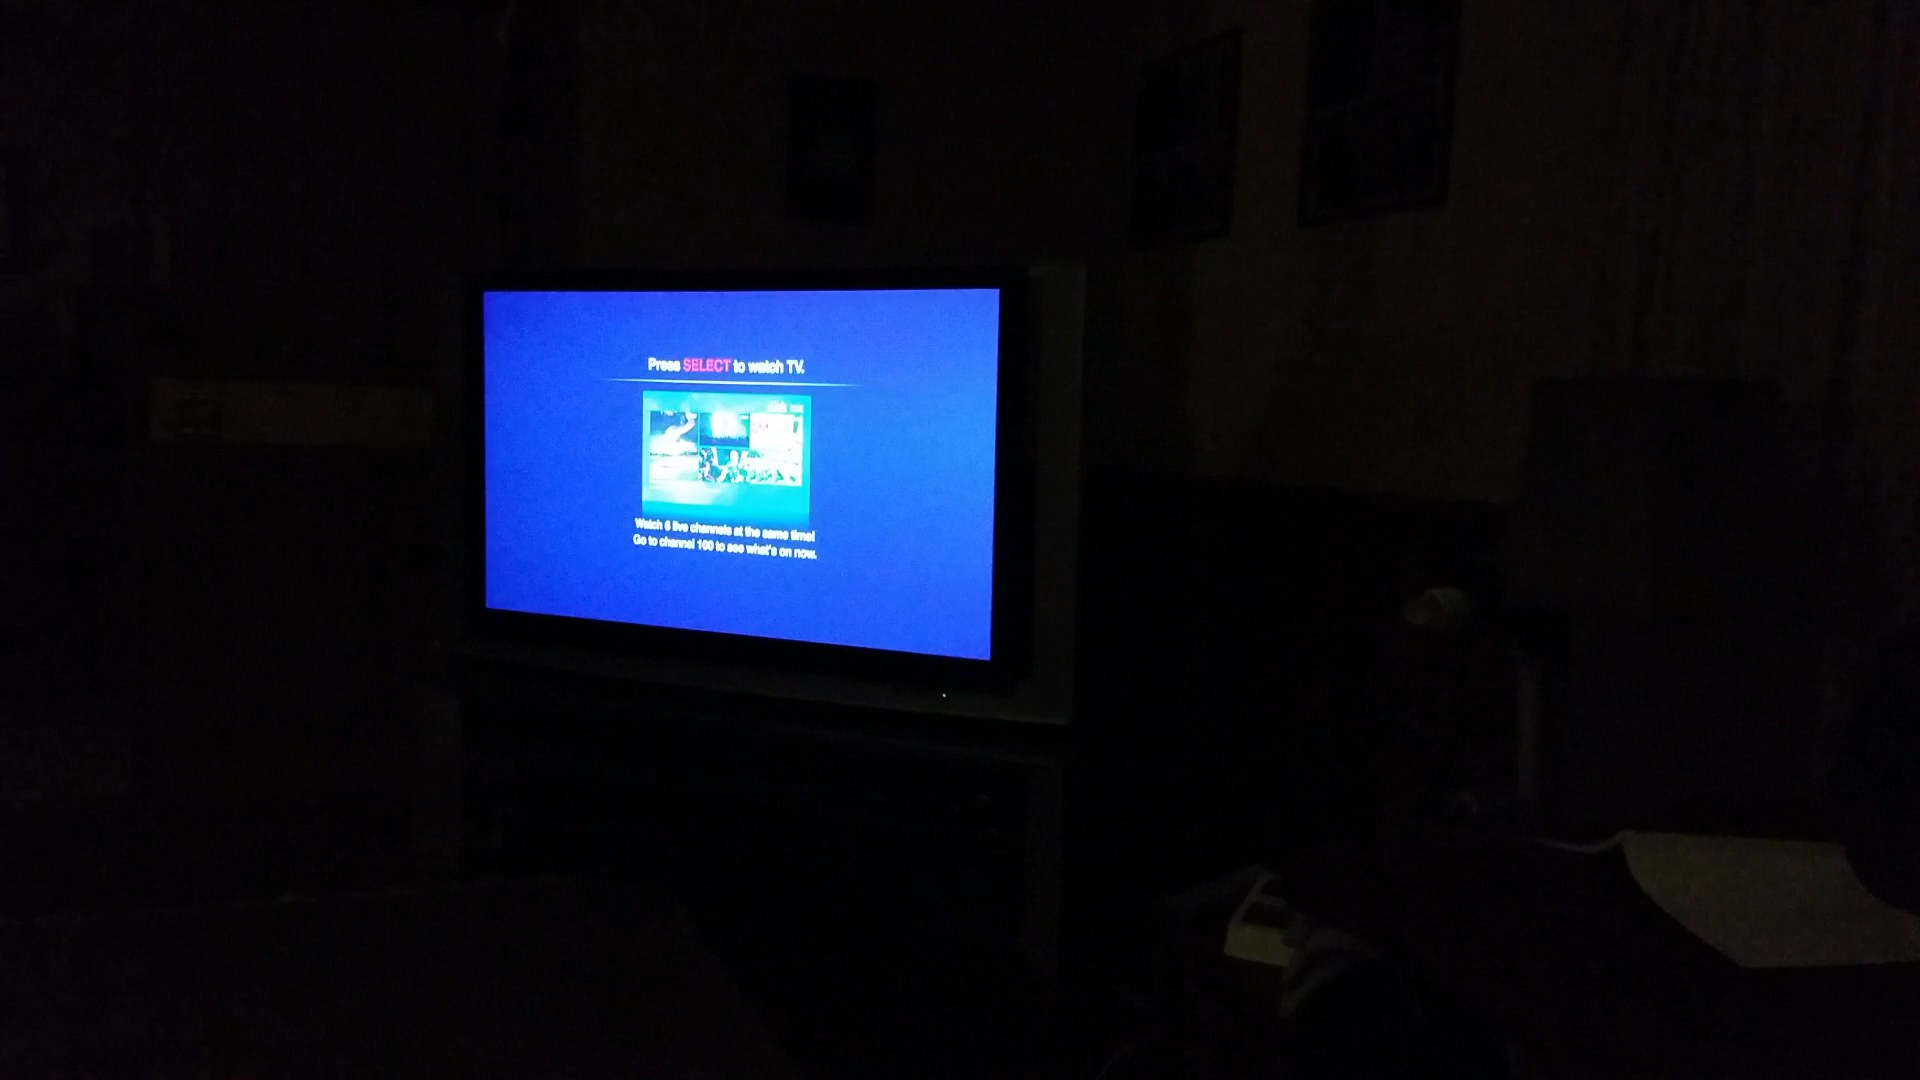 Press SELECT to watch TV.
Watch 6 live channels at the same time!
Go to channel 100 to see what's on now.